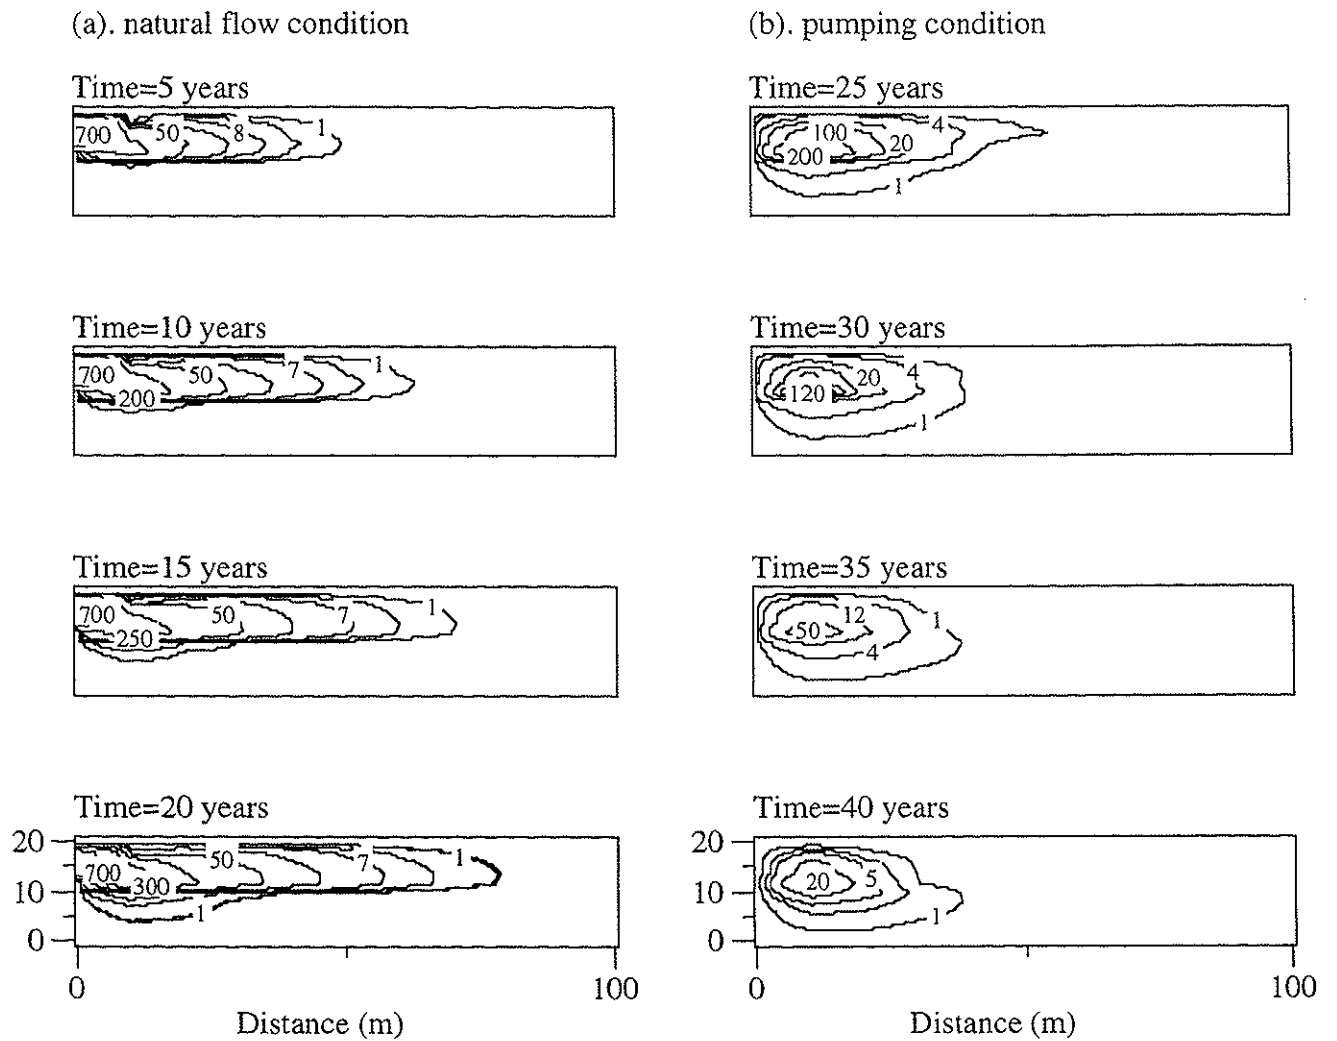 (a). natural flow condition
Time=5 years
700 50 8 1
Time=10 years
700 200 50 7 1
Time=15 years
700 250 50 7 1
Time=20 years
20
10
0
700 300 50 7 1
1
0 100
Distance (m)
(b). pumping condition
Time=25 years
100 4
200 20
1
Time=30 years
120 20 4
1
Time=35 years
50 12 1
4
Time=40 years
20
10
0
20 5
1
0 100
Distance (m)